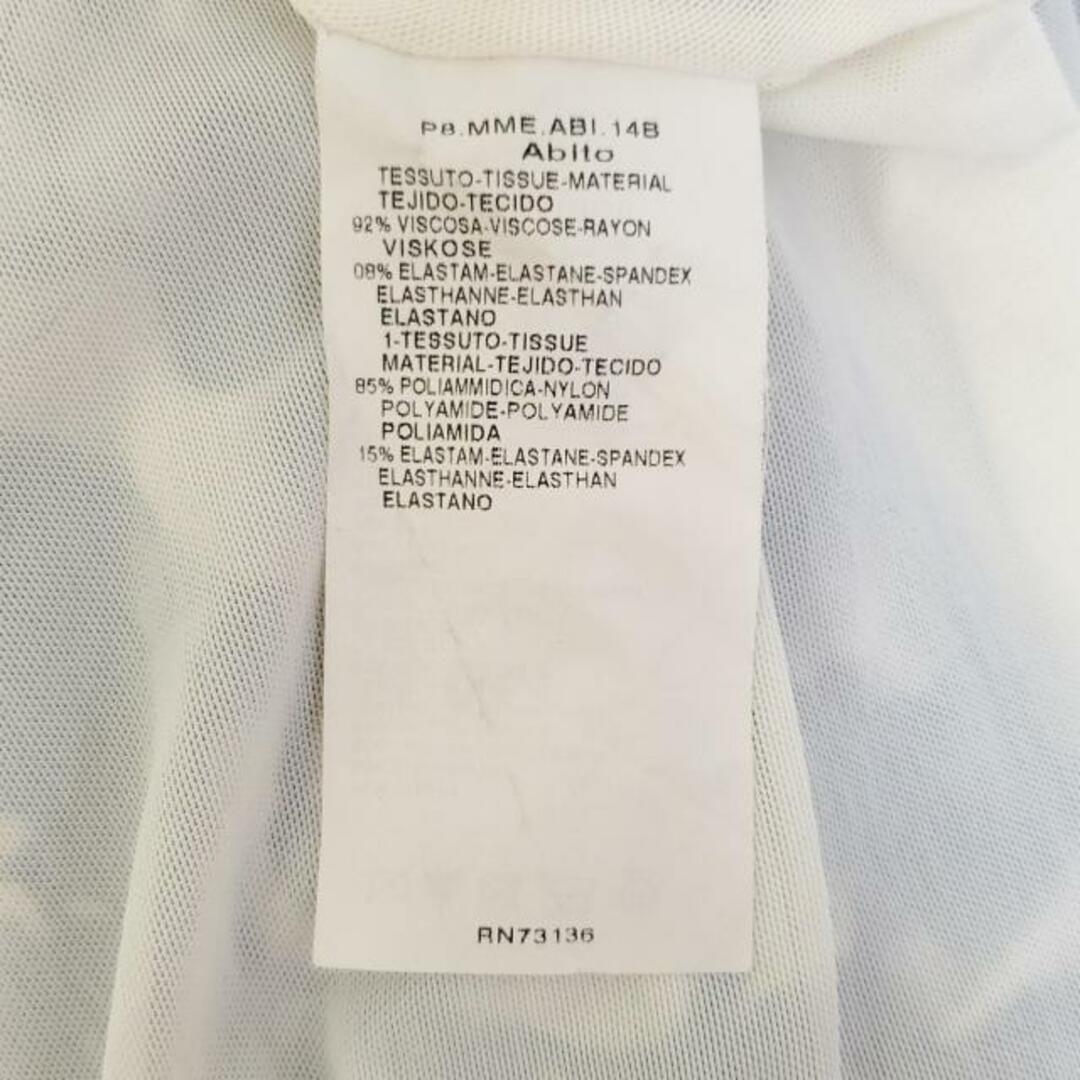 P8.MME.ABI.14B
Abito
TESSUTO-TISSUE-MATERIAL
TEJIDO-TECIDO
92% VISCOSA-VISCOSE-RAYON
VISKOSE
08% ELASTAM-ELASTANE-SPANDEX
ELASTHANNE-ELASTHAN
ELASTANO
1-TESSUTO-TISSUE
MATERIAL-TEJIDO-TECIDO
85% POLIAMMIDICA-NYLON
POLYAMIDE-POLYAMIDE
POLIAMIDA
15% ELASTAM-ELASTANE-SPANDEX
ELASTHANNE-ELASTHAN
ELASTANO
RN73136